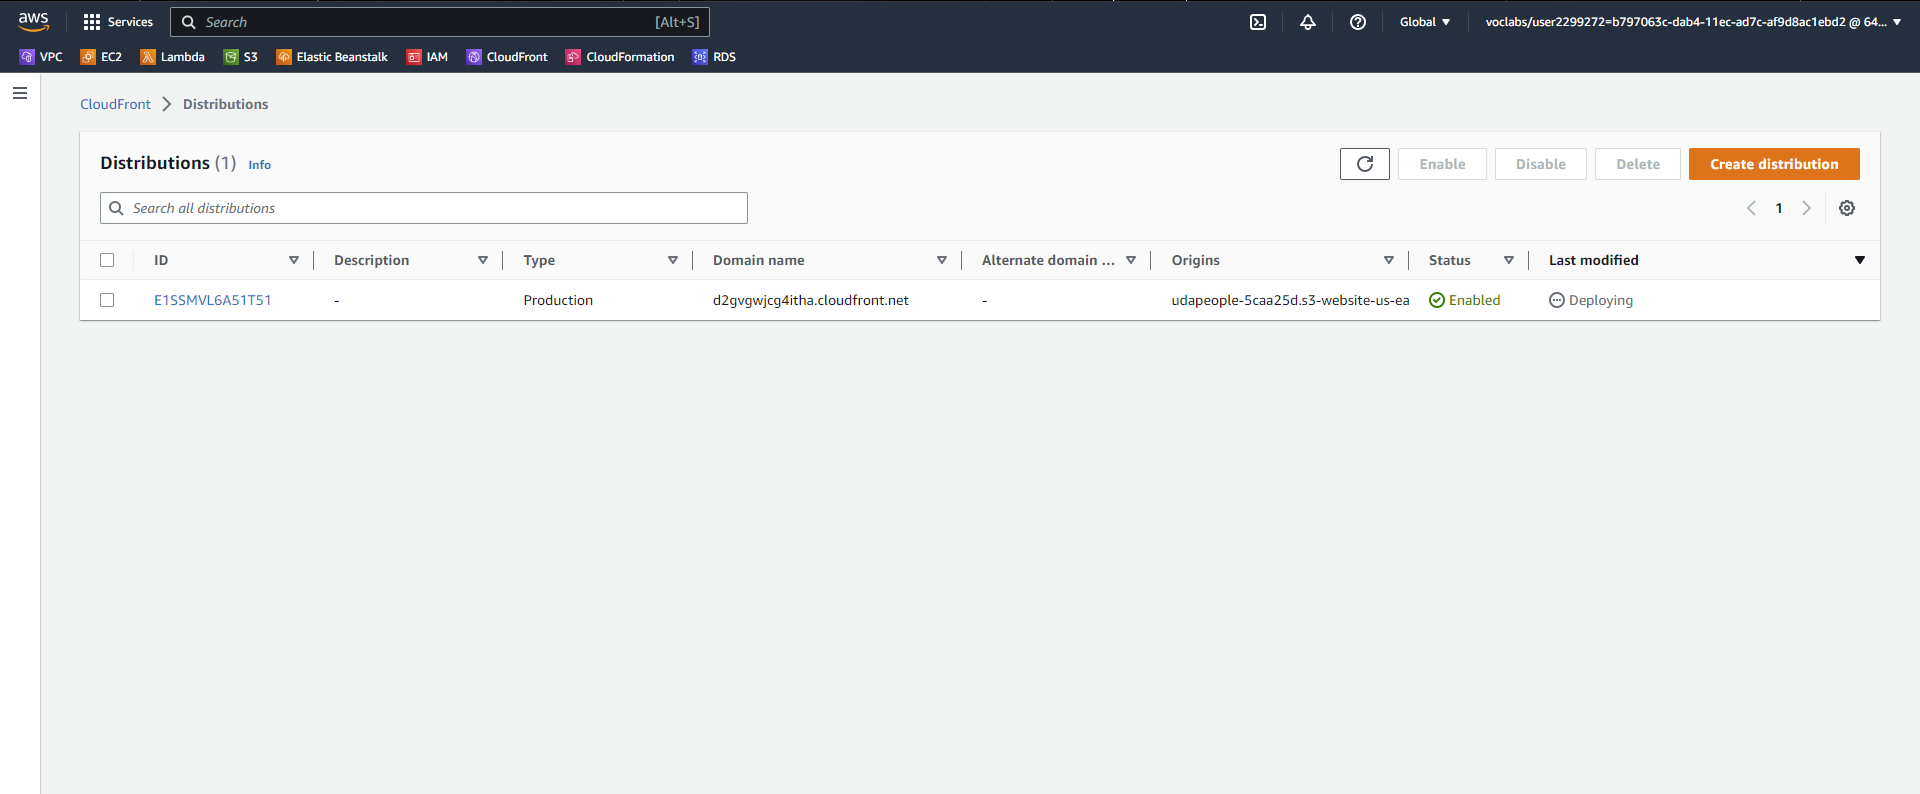 aws Services Search [Alt+S] Global voclabs/user2299272=b797063c-dab4-11ec-ad7c-af9d8ac1ebd2 @ 64...
VPC EC2 Lambda S3 Elastic Beanstalk IAM CloudFront CloudFormation RDS
CloudFront Distributions
Distributions (1) Info Enable Disable Delete Create distribution
Search all distributions 1
ID Description Type Domain name Alternate domain ... Origins Status Last modified
E1SSMVL6A51T51 - Production d2gvgwjcg4itha.cloudfront.net - udapeople-5caa25d.s3-website-us-ea Enabled Deploying